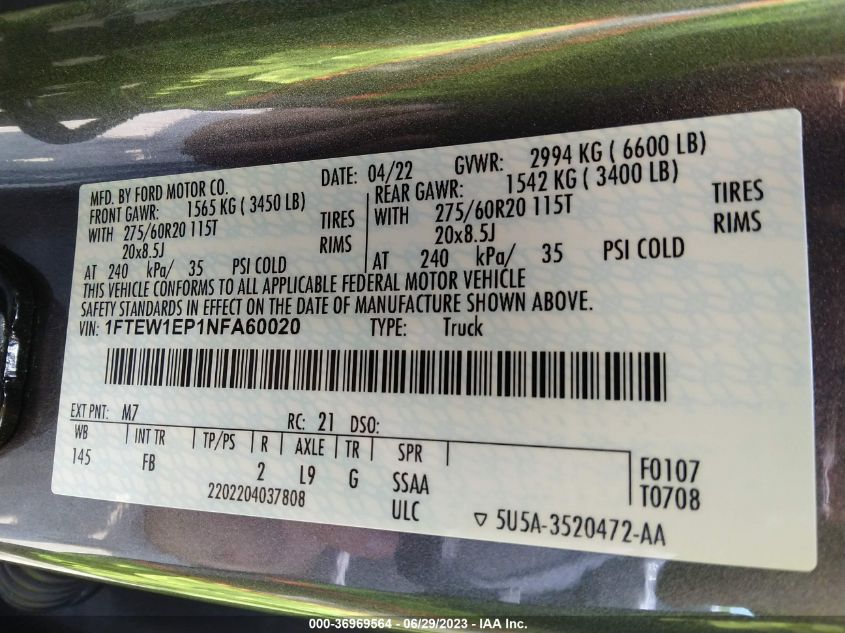 MFD. BY FORD MOTOR CO. DATE: 04/22 GVWR: 2994 KG ( 6600 LB)
FRONT GAWR: 1565 KG ( 3450 LB) REAR GAWR: 1542 KG ( 3400 LB)
WITH 275/60R20 115T TIRES WITH 275/60R20 115T TIRES
20x8.5J RIMS 20x8.5J RIMS
AT 240 kPa/ 35 PSI COLD AT 240 kPa/ 35 PSI COLD
THIS VEHICLE CONFORMS TO ALL APPLICABLE FEDERAL MOTOR VEHICLE
SAFETY STANDARDS IN EFFECT ON THE DATE OF MANUFACTURE SHOWN ABOVE.
VIN: 1FTEW1EP1NFA60020 TYPE: Truck
EXT PNT: M7 RC: 21 DSO:
WB INT TR TP/PS R AXLE TR SPR
145 FB 2 L9 G SSAA F0107
2202204037808 ULC T0708
▽ 5U5A-3520472-AA
000-36969564 / 06/29/2023 - IAA Inc.